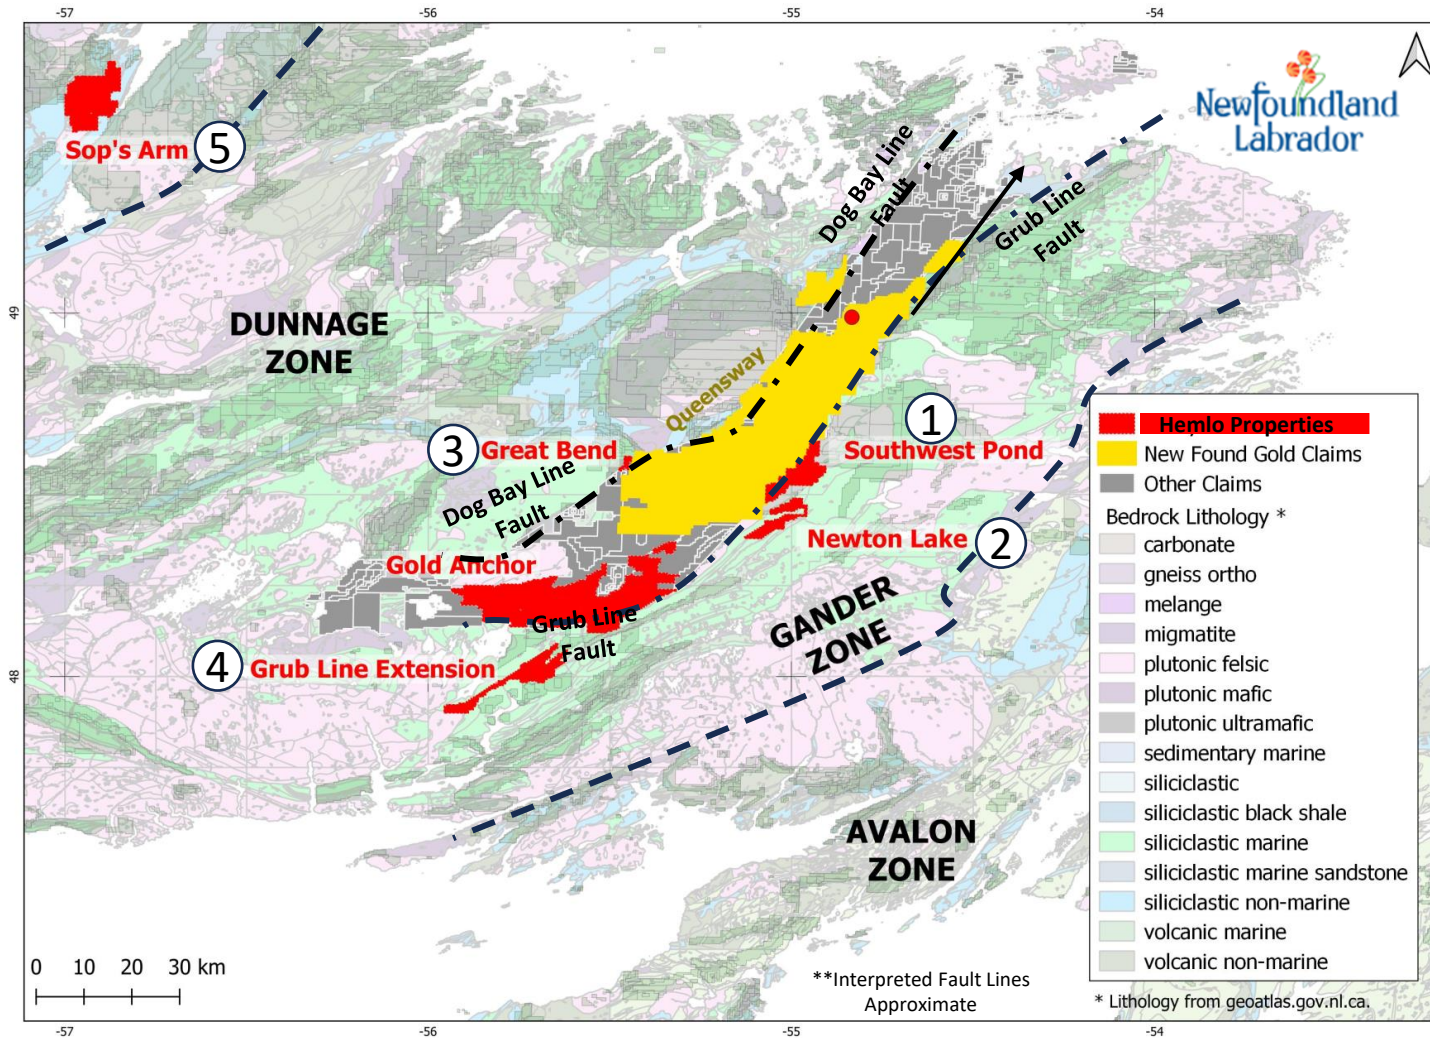 -57
-56
-55
-54
Newfoundland
Labrador
Sop's Arm
5
Dog Bay Line
Fault
Grub Line
Fault
49
49
DUNNAGE
ZONE
Queensway
1
Southwest Pond
3
Great Bend
Dog Bay Line
Fault
Newton Lake
2
Gold Anchor
Grub Line
Fault
GANDER
ZONE
4
Grub Line Extension
48
48
AVALON
ZONE
Hemlo Properties
New Found Gold Claims
Other Claims
Bedrock Lithology *
carbonate
gneiss ortho
melange
migmatite
plutonic felsic
plutonic mafic
plutonic ultramafic
sedimentary marine
siliciclastic
siliciclastic black shale
siliciclastic marine
siliciclastic marine sandstone
siliciclastic non-marine
volcanic marine
volcanic non-marine
0 10 20 30 km
**Interpreted Fault Lines
Approximate
* Lithology from geoatlas.gov.nl.ca.
-57
-56
-55
-54